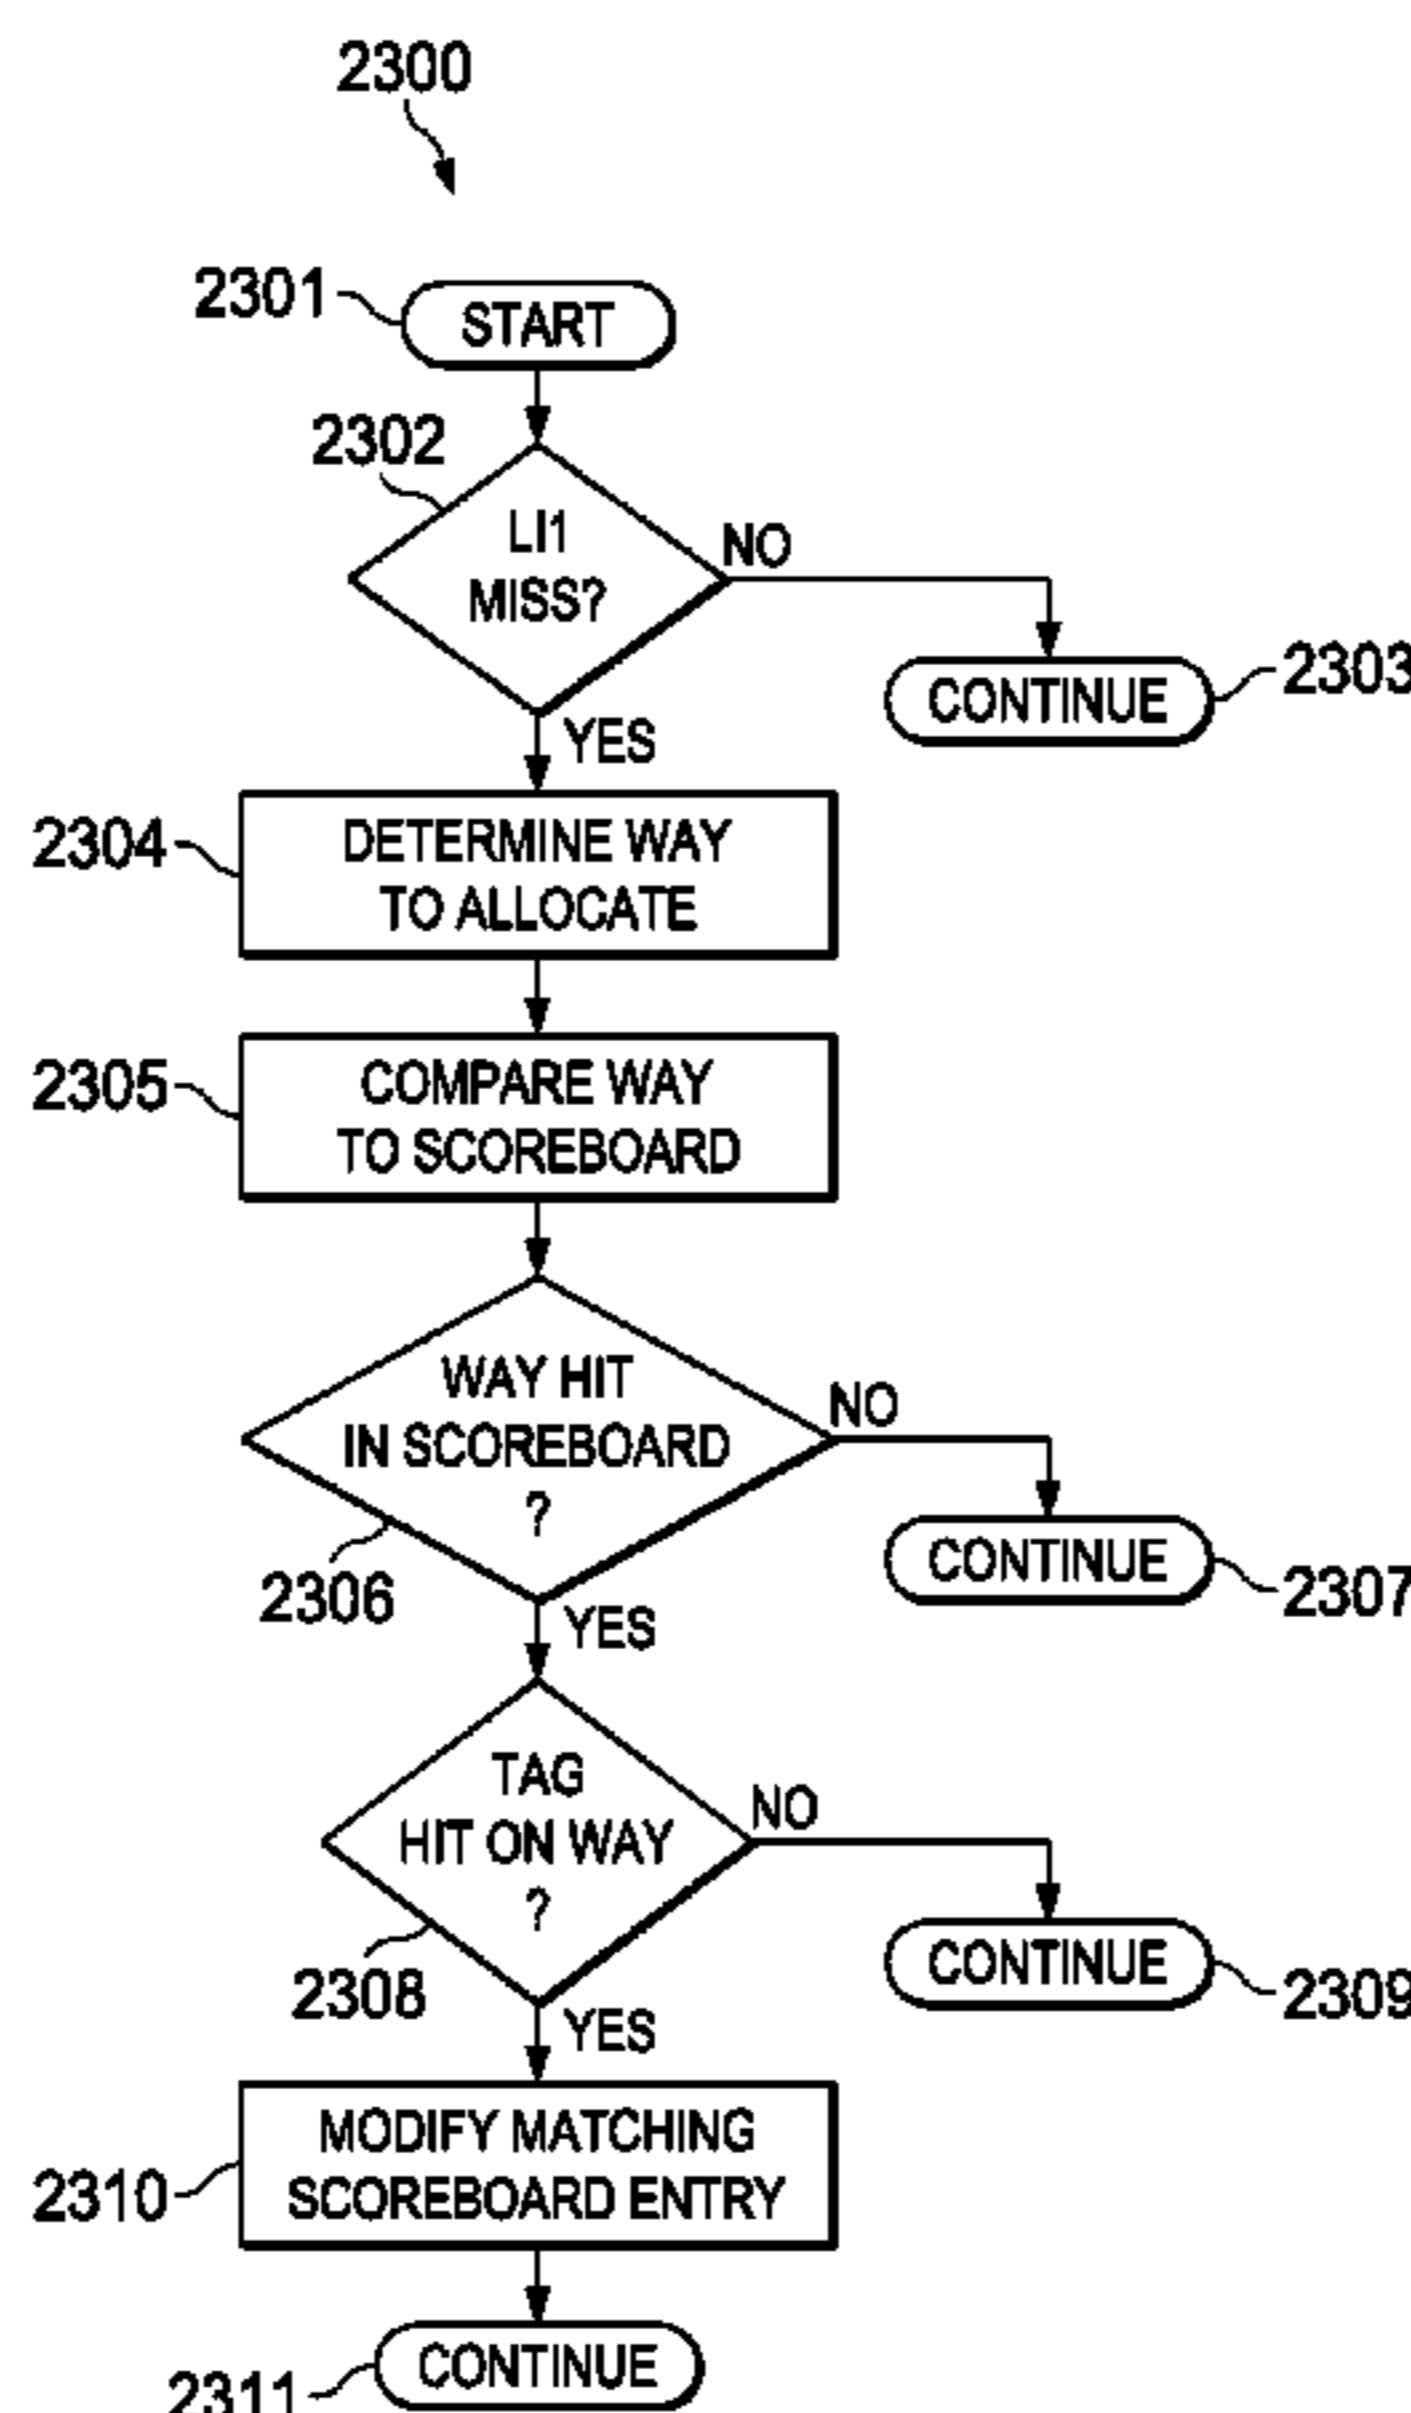 2300
2301
START
2302
LI1
MISS?
NO
CONTINUE
2303
YES
2304
DETERMINE WAY
TO ALLOCATE
2305
COMPARE WAY
TO SCOREBOARD
WAY HIT
IN SCOREBOARD
?
NO
2306
CONTINUE
2307
YES
TAG
HIT ON WAY
?
NO
2308
CONTINUE
2309
YES
2310
MODIFY MATCHING
SCOREBOARD ENTRY
CONTINUE
2311